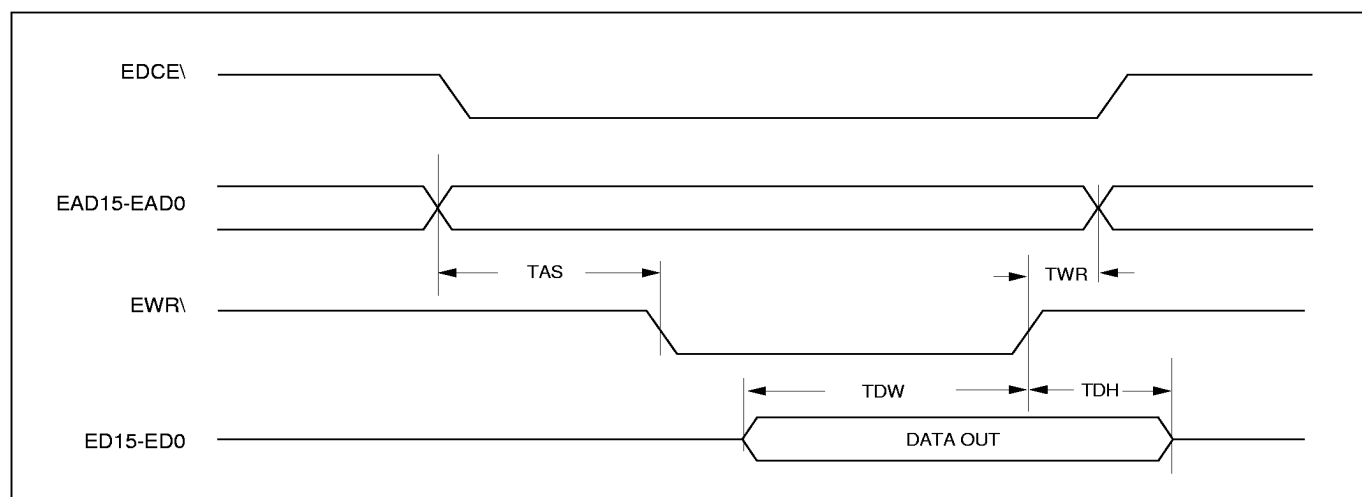 EDCE\
EAD15-EAD0
TAS
TWR
EWR\
TDW
TDH
ED15-ED0
DATA OUT